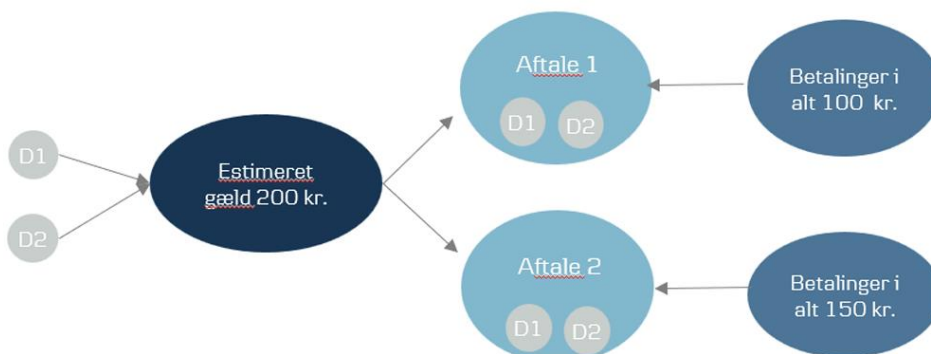 D1
D2
Estimeret
gæld 200 kr.
Aftale 1
D1 D2
Betalinger i
alt 100 kr.
Aftale 2
D1 D2
Betalinger i
alt 150 kr.